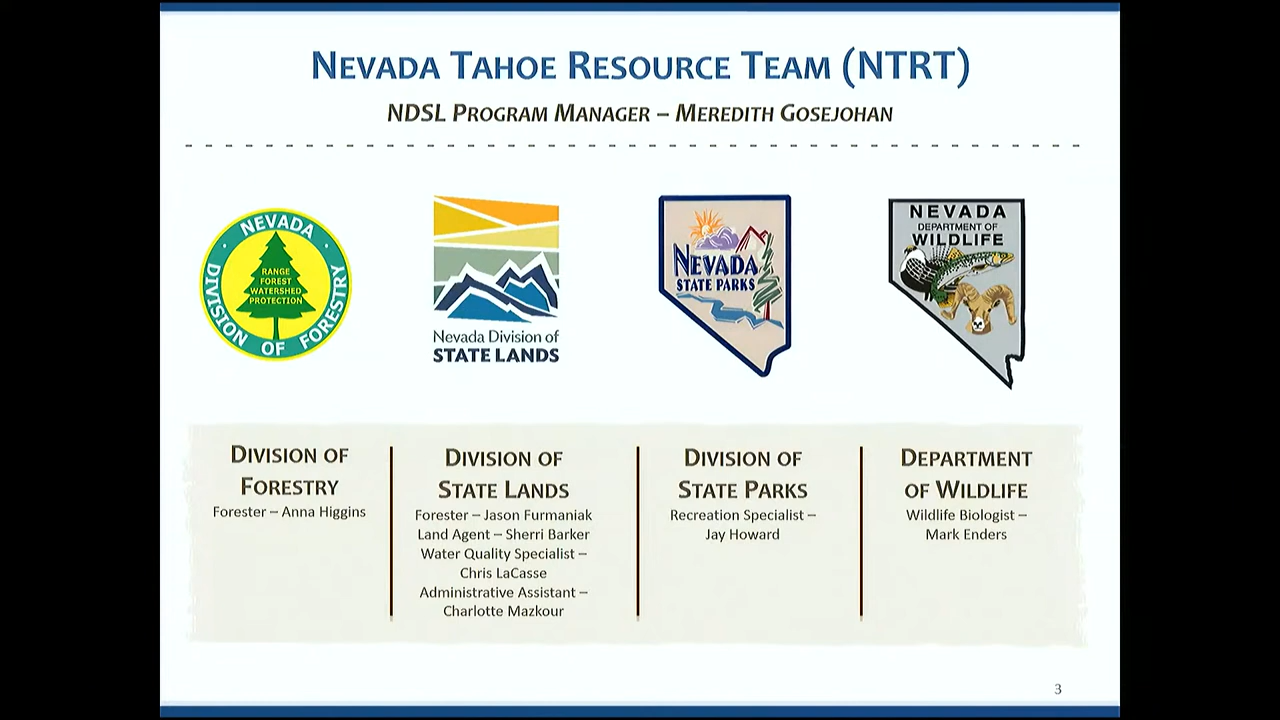 NEVADA TAHOE RESOURCE TEAM (NTRT)
NDSL PROGRAM MANAGER – MEREDITH GOSEJOHAN
NEVADA
DIVISION OF FORESTRY
RANGE
FOREST
WATERSHED
PROTECTION
Nevada Division of
STATE LANDS
NEVADA
STATE PARKS
NEVADA
DEPARTMENT OF
WILDLIFE
DIVISION OF
FORESTRY
Forester – Anna Higgins
DIVISION OF
STATE LANDS
Forester – Jason Furmaniak
Land Agent – Sherri Barker
Water Quality Specialist –
Chris LaCasse
Administrative Assistant –
Charlotte Mazkour
DIVISION OF
STATE PARKS
Recreation Specialist –
Jay Howard
DEPARTMENT
OF WILDLIFE
Wildlife Biologist –
Mark Enders
3